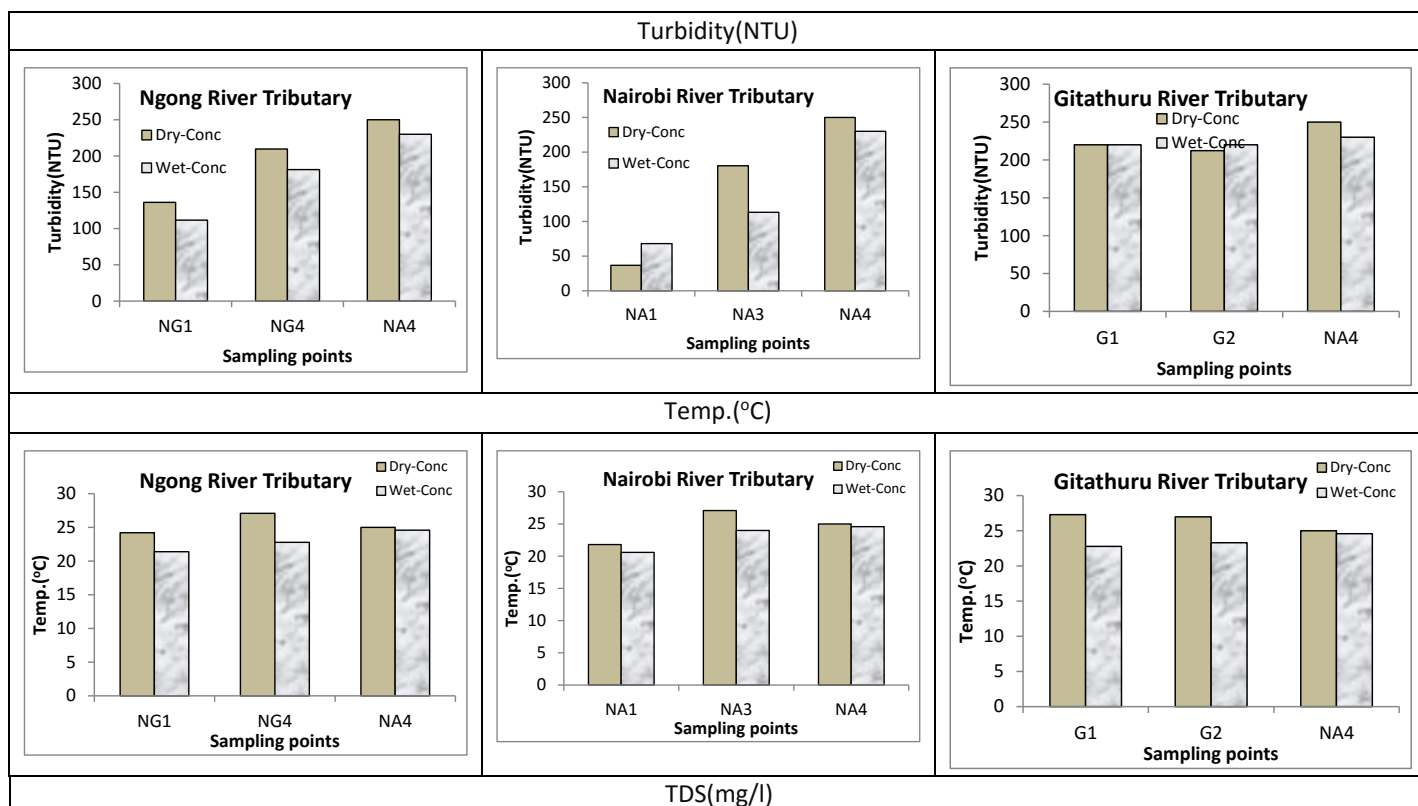 Turbidity(NTU)
Ngong River Tributary
Dry-Conc
Wet-Conc
Turbidity(NTU)
300
250
200
150
100
50
0
NG1 NG4 NA4
Sampling points
Nairobi River Tributary
Dry-Conc
Wet-Conc
Turbidity(NTU)
300
250
200
150
100
50
0
NA1 NA3 NA4
Sampling points
Gitathuru River Tributary
Dry-Conc
Wet-Conc
Turbidity(NTU)
300
250
200
150
100
50
0
G1 G2 NA4
Sampling points
Temp.(°C)
Ngong River Tributary
Dry-Conc
Wet-Conc
Temp.(°C)
30
25
20
15
10
5
0
NG1 NG4 NA4
Sampling points
Nairobi River Tributary
Dry-Conc
Wet-Conc
Temp.(°C)
30
25
20
15
10
5
0
NA1 NA3 NA4
Sampling points
Gitathuru River Tributary
Dry-Conc
Wet-Conc
Temp.(°C)
30
25
20
15
10
5
0
G1 G2 NA4
Sampling points
TDS(mg/l)